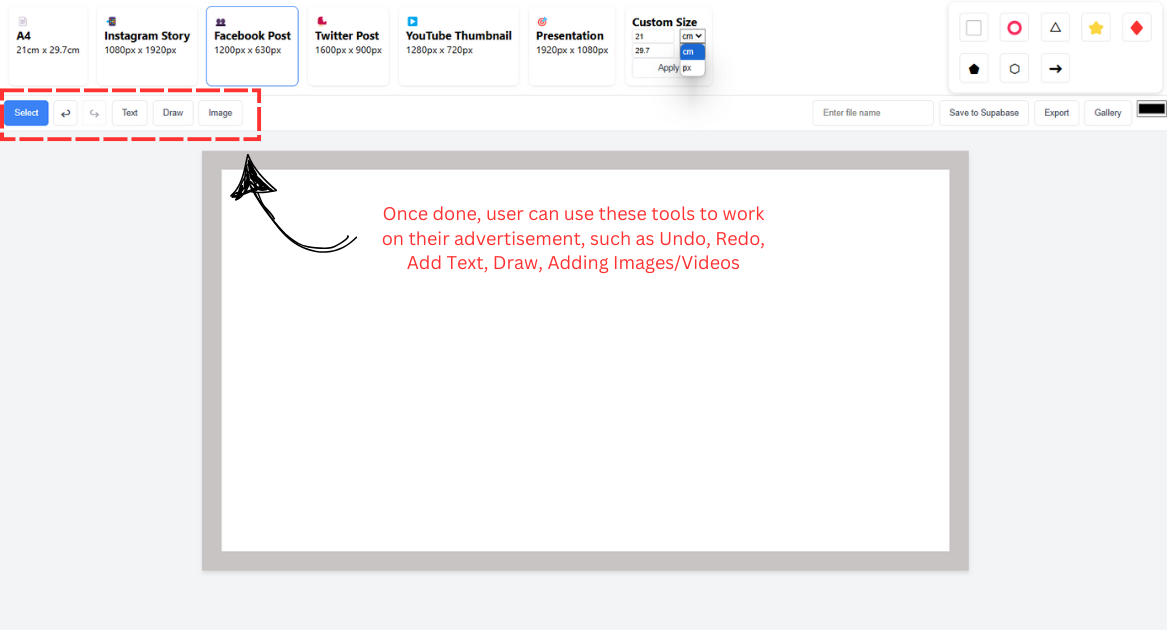 A4
21cm x 29.7cm
Instagram Story
1080px x 1920px
Facebook Post
1200px x 630px
Twitter Post
1600px x 900px
YouTube Thumbnail
1280px x 720px
Presentation
1920px x 1080px
Custom Size
21
cm
29.7
cm
px
Apply
Select
Text
Draw
Image
Enter file name
Save to Supabase
Export
Gallery
Once done, user can use these tools to work
on their advertisement, such as Undo, Redo,
Add Text, Draw, Adding Images/Videos